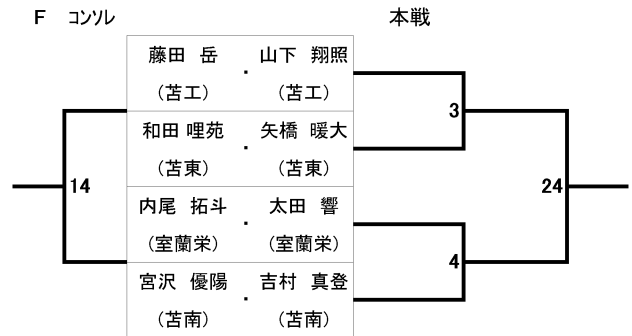 F コンソレ 本戦
藤田 岳 ・ 山下 翔照
(苫工) (苫工)
3
和田 哩苑 ・ 矢橋 暖大
(苫東) (苫東)
14 24
内尾 拓斗 ・ 太田 響
(室蘭栄) (室蘭栄)
4
宮沢 優陽 ・ 吉村 真登
(苫南) (苫南)